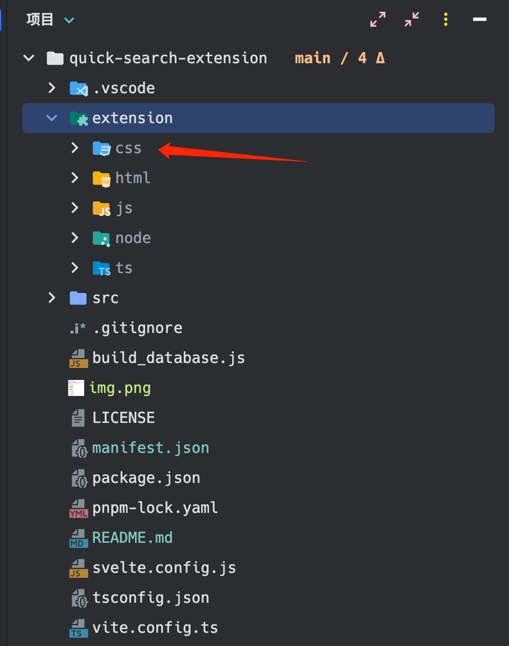 项目
quick-search-extension main / 4 Δ
.vscode
extension
css
html
js
node
ts
src
.gitignore
build_database.js
img.png
LICENSE
manifest.json
package.json
pnpm-lock.yaml
README.md
svelte.config.js
tsconfig.json
vite.config.ts